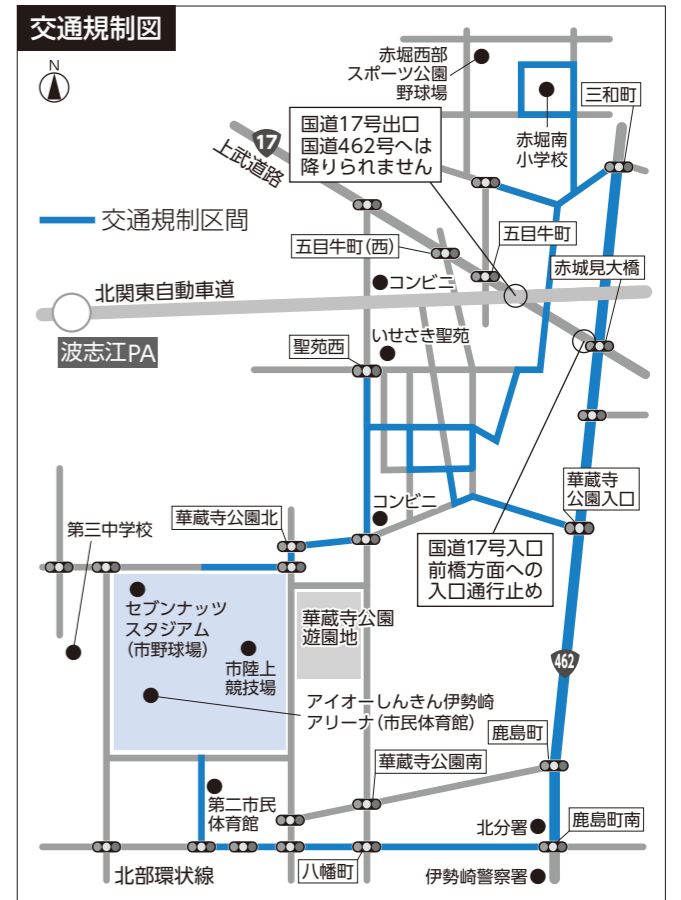 交通規制図
N
赤堀西部
スポーツ公園
野球場
三和町
赤堀南
小学校
17
上武道路
国道17号出口
国道462号へは
降りられません
交通規制区間
五目牛町(西)
五目牛町
赤城見大橋
コンビニ
北関東自動車道
波志江PA
いせさき聖苑
聖苑西
華蔵寺
公園入口
コンビニ
華蔵寺公園北
第三中学校
国道17号入口
前橋方面への
入口通行止め
セブンナッツ
スタジアム
(市野球場)
華蔵寺公園
遊園地
市陸上
競技場
462
アイオーしんきん伊勢崎
アリーナ(市民体育館)
鹿島町
華蔵寺公園南
第二市民
体育館
北分署
鹿島町南
北部環状線
八幡町
伊勢崎警察署